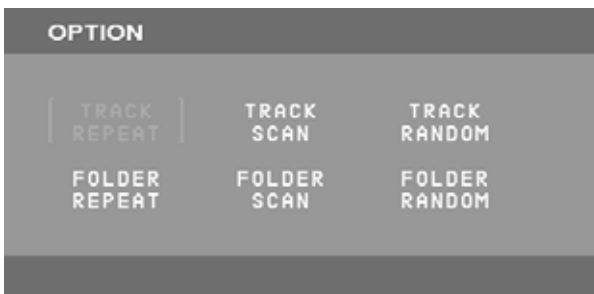 OPTION
TRACK REPEAT
TRACK SCAN
TRACK RANDOM
FOLDER REPEAT
FOLDER SCAN
FOLDER RANDOM